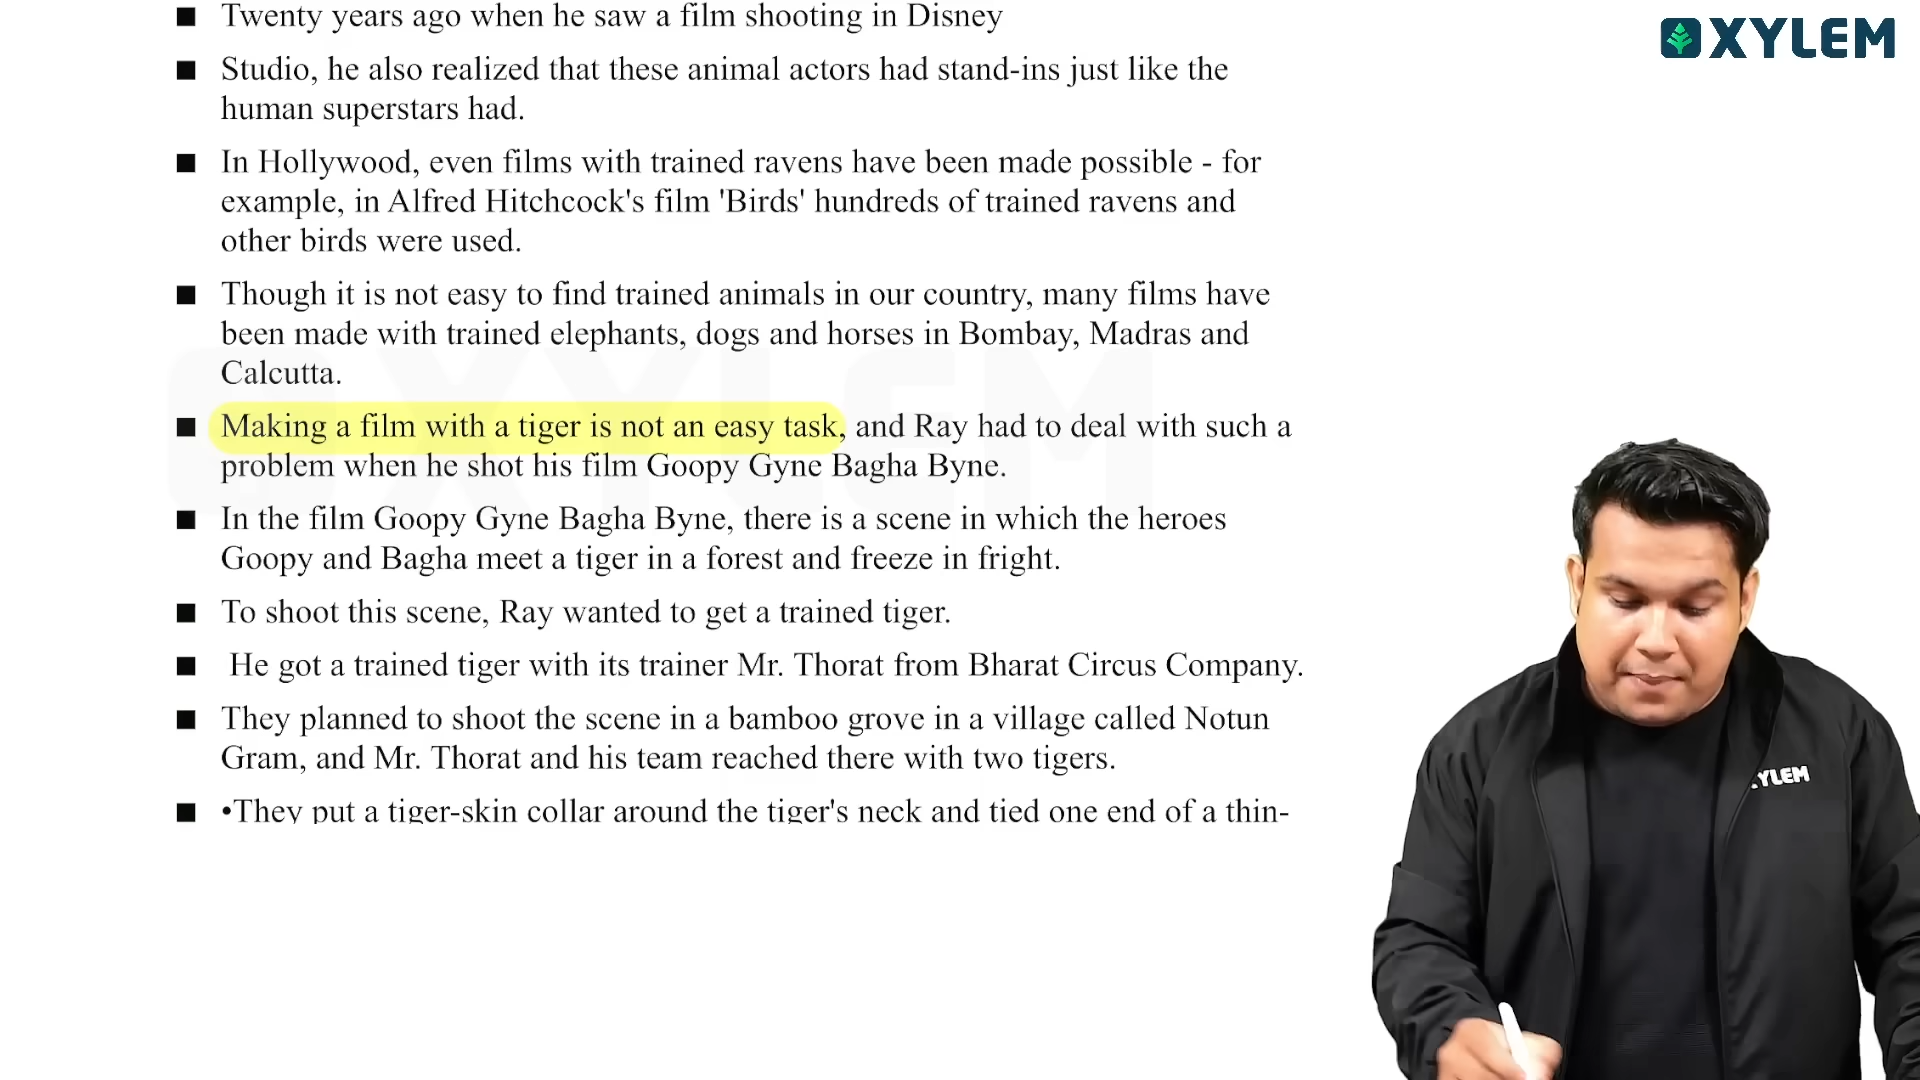 ■ Twenty years ago when he saw a film shooting in Disney
XYLEM
■ Studio, he also realized that these animal actors had stand-ins just like the
human superstars had.
■ In Hollywood, even films with trained ravens have been made possible - for
example, in Alfred Hitchcock's film 'Birds' hundreds of trained ravens and
other birds were used.
■ Though it is not easy to find trained animals in our country, many films have
been made with trained elephants, dogs and horses in Bombay, Madras and
Calcutta.
■ Making a film with a tiger is not an easy task, and Ray had to deal with such a
problem when he shot his film Goopy Gyne Bagha Byne.
■ In the film Goopy Gyne Bagha Byne, there is a scene in which the heroes
Goopy and Bagha meet a tiger in a forest and freeze in fright.
■ To shoot this scene, Ray wanted to get a trained tiger.
■ He got a trained tiger with its trainer Mr. Thorat from Bharat Circus Company.
■ They planned to shoot the scene in a bamboo grove in a village called Notun
Gram, and Mr. Thorat and his team reached there with two tigers.
■ •They put a tiger-skin collar around the tiger's neck and tied one end of a thin-
XYLEM
XYLEM